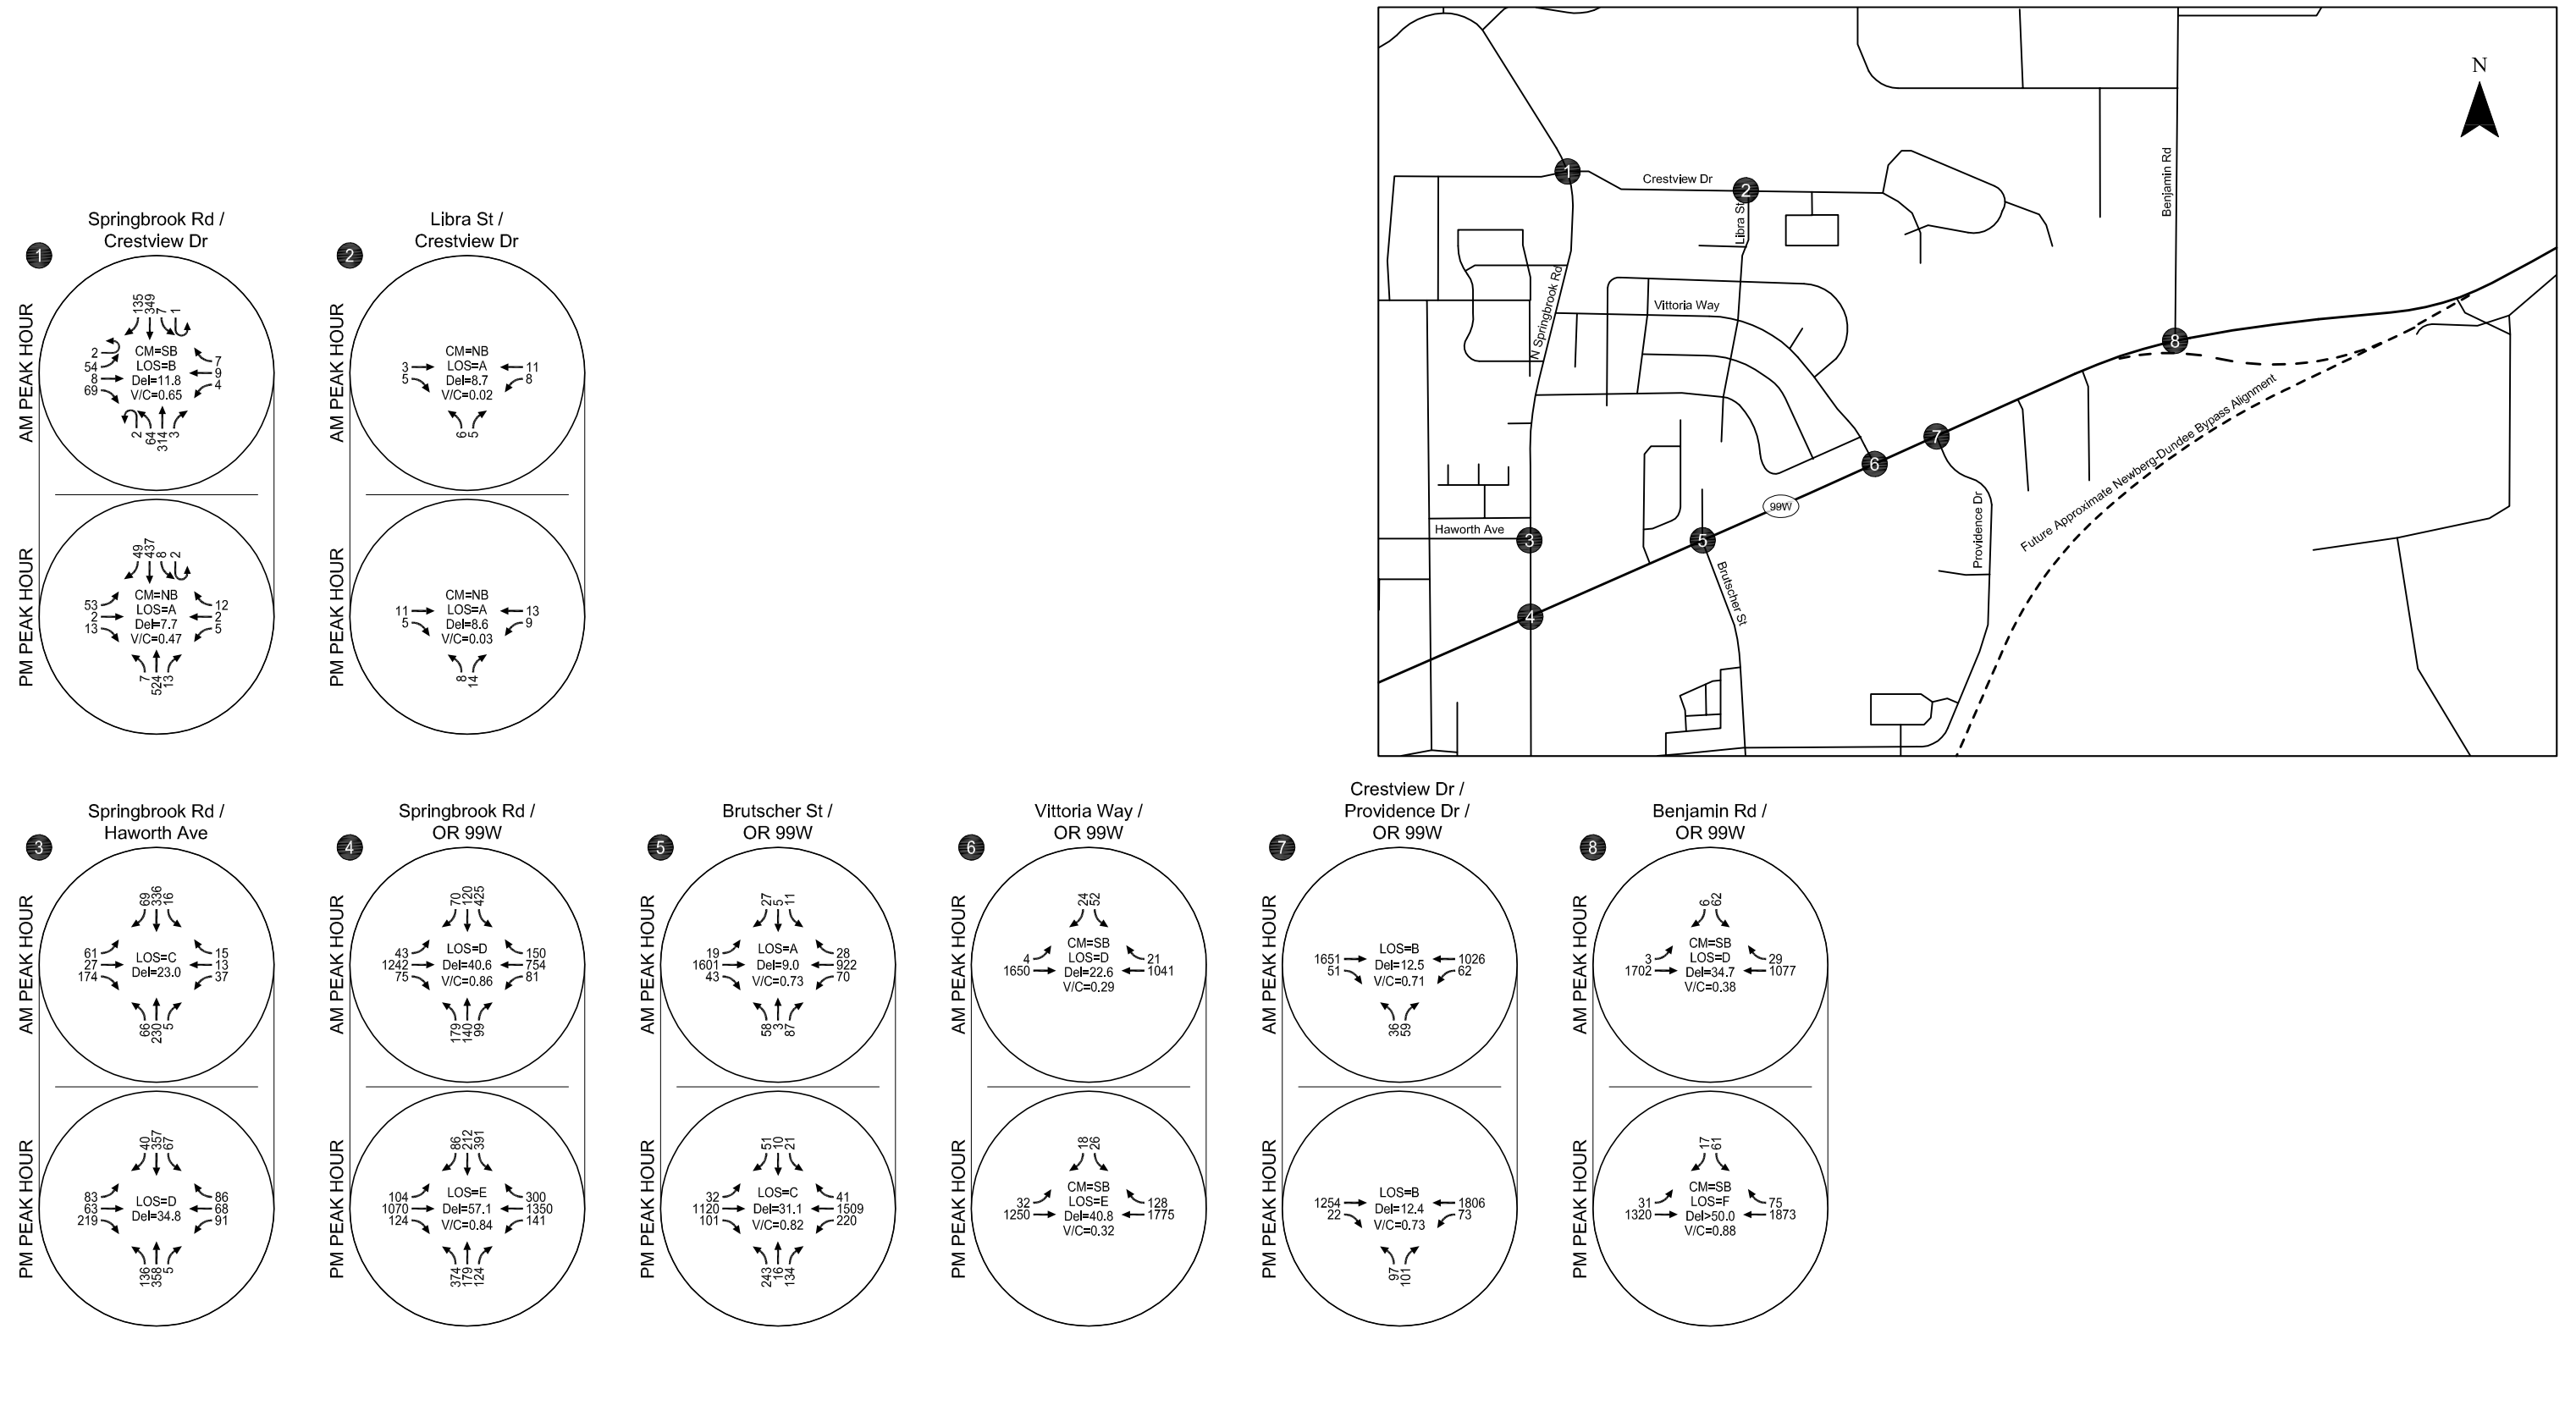 N
Benjamin Rd
1
Crestview Dr
2
Libra St
N Springbrook Rd
Vittoria Way
8
7
6
99W
Haworth Ave
3
5
4
Brutscher St
Providence Dr
Future Approximate Newberg-Dundee Bypass Alignment
1
Springbrook Rd /
Crestview Dr
AM PEAK HOUR
135
349
7
1
2
54
8
69
CM=SB
LOS=B
Del=11.8
V/C=0.65
7
9
4
2
64
314
3
PM PEAK HOUR
49
437
8
2
53
2
13
CM=NB
LOS=A
Del=7.7
V/C=0.47
12
2
5
7
524
13
2
Libra St /
Crestview Dr
AM PEAK HOUR
3
5
CM=NB
LOS=A
Del=8.7
V/C=0.02
11
8
6
5
PM PEAK HOUR
11
5
CM=NB
LOS=A
Del=8.6
V/C=0.03
13
9
8
14
3
Springbrook Rd /
Haworth Ave
AM PEAK HOUR
69
336
16
61
27
174
LOS=C
Del=23.0
15
13
37
66
230
5
PM PEAK HOUR
40
357
67
83
63
219
LOS=D
Del=34.8
86
68
91
136
358
5
4
Springbrook Rd /
OR 99W
AM PEAK HOUR
70
120
425
43
1242
75
LOS=D
Del=40.6
V/C=0.86
150
754
81
179
140
99
PM PEAK HOUR
86
212
391
104
1070
124
LOS=E
Del=57.1
V/C=0.84
300
1350
141
374
179
124
5
Brutscher St /
OR 99W
AM PEAK HOUR
27
5
11
19
1601
43
LOS=A
Del=9.0
V/C=0.73
28
922
70
58
3
87
PM PEAK HOUR
51
10
21
32
1120
101
LOS=C
Del=31.1
V/C=0.82
41
1509
220
243
16
134
6
Vittoria Way /
OR 99W
AM PEAK HOUR
24
52
4
1650
CM=SB
LOS=D
Del=22.6
V/C=0.29
21
1041
PM PEAK HOUR
18
26
32
1250
CM=SB
LOS=E
Del=40.8
V/C=0.32
128
1775
7
Crestview Dr /
Providence Dr /
OR 99W
AM PEAK HOUR
1651
51
LOS=B
Del=12.5
V/C=0.71
1026
62
36
59
PM PEAK HOUR
1254
22
LOS=B
Del=12.4
V/C=0.73
1806
73
97
101
8
Benjamin Rd /
OR 99W
AM PEAK HOUR
6
62
3
1702
CM=SB
LOS=D
Del=34.7
V/C=0.38
29
1077
PM PEAK HOUR
17
61
31
1320
CM=SB
LOS=F
Del>50.0
V/C=0.88
75
1873